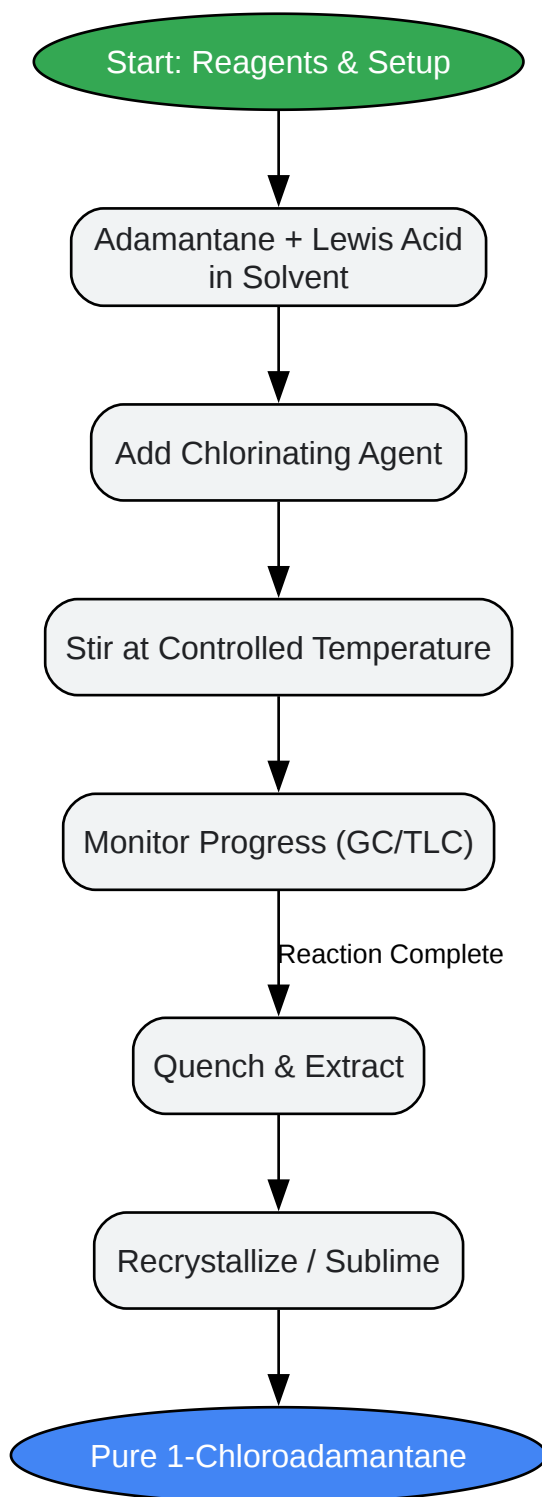 Start: Reagents & Setup
Adamantane + Lewis Acid
in Solvent
Add Chlorinating Agent
Stir at Controlled Temperature
Monitor Progress (GC/TLC)
Reaction Complete
Quench & Extract
Recrystallize / Sublime
Pure 1-Chloroadamantane